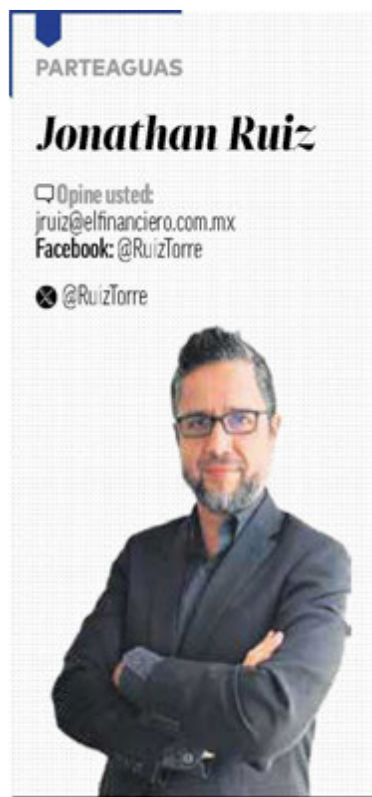 PARTEAGUAS
Jonathan Ruiz
Opine usted:
jruiz@elfinanciero.com.mx
Facebook: @RuizTorre
@RuizTorre